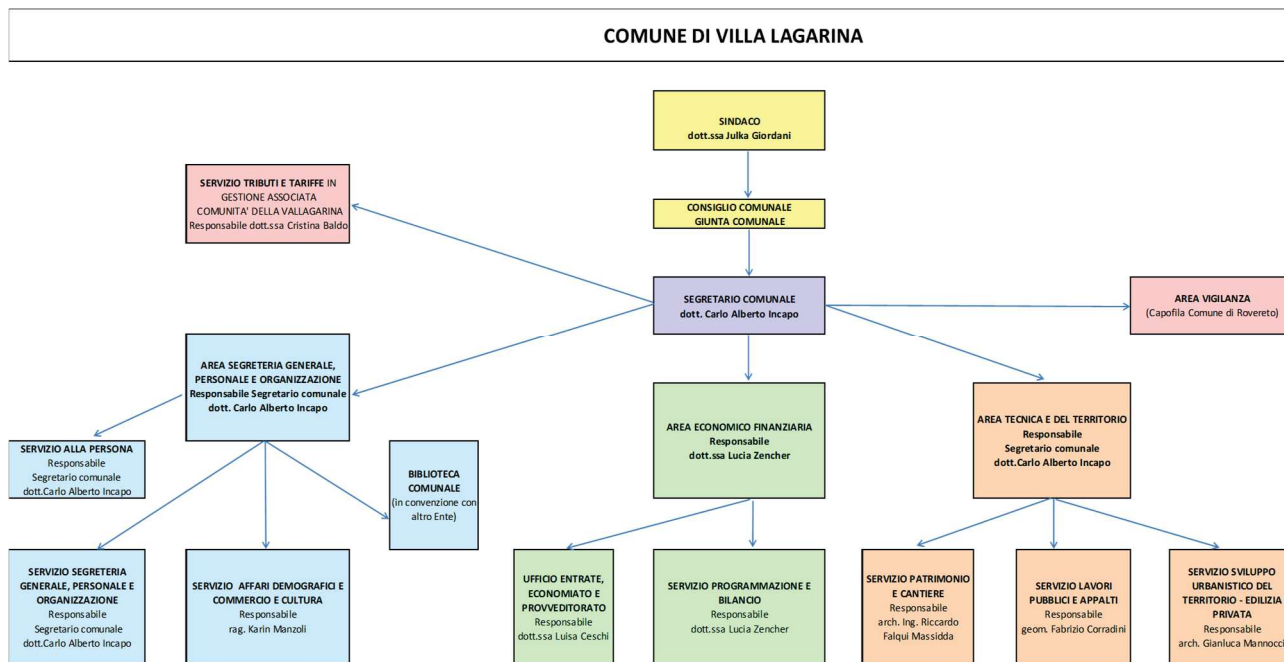 COMUNE DI VILLA LAGARINA
SINDACO
dott.ssa Julka Giordani
SERVIZIO TRIBUTI E TARIFFE IN
GESTIONE ASSOCIATA
COMUNITA' DELLA VALLAGARINA
Responsabile dott.ssa Cristina Baldo
CONSIGLIO COMUNALE
GIUNTA COMUNALE
SEGRETARIO COMUNALE
dott. Carlo Alberto Incapo
AREA VIGILANZA
(Capofila Comune di Rovereto)
AREA SEGRETERIA GENERALE,
PERSONALE E ORGANIZZAZIONE
Responsabile Segretario comunale
dott. Carlo Alberto Incapo
AREA ECONOMICO FINANZIARIA
Responsabile
dott.ssa Lucia Zencher
AREA TECNICA E DEL TERRITORIO
Responsabile
Segretario comunale
dott.Carlo Alberto Incapo
SERVIZIO ALLA PERSONA
Responsabile
Segretario comunale
dott.Carlo Alberto Incapo
BIBLIOTECA
COMUNALE
(in convenzione con
altro Ente)
SERVIZIO SEGRETERIA
GENERALE, PERSONALE E
ORGANIZZAZIONE
Responsabile
Segretario comunale
dott.Carlo Alberto Incapo
SERVIZIO AFFARI DEMOGRAFICI E
COMMERCIO E CULTURA
Responsabile
rag. Karin Manzoli
UFFICIO ENTRATE,
ECONOMIATO E
PROVVEDITORATO
Responsabile
dott.ssa Luisa Ceschi
SERVIZIO PROGRAMMAZIONE E
BILANCIO
Responsabile
dott.ssa Lucia Zencher
SERVIZIO PATRIMONIO
E CANTIERE
Responsabile
arch. Ing. Riccardo
Falqui Massidda
SERVIZIO LAVORI
PUBBLICI E APPALTI
Responsabile
geom. Fabrizio Corradini
SERVIZIO SVILUPPO
URBANISTICO DEL
TERRITORIO - EDILIZIA
PRIVATA
Responsabile
arch. Gianluca Mannocci